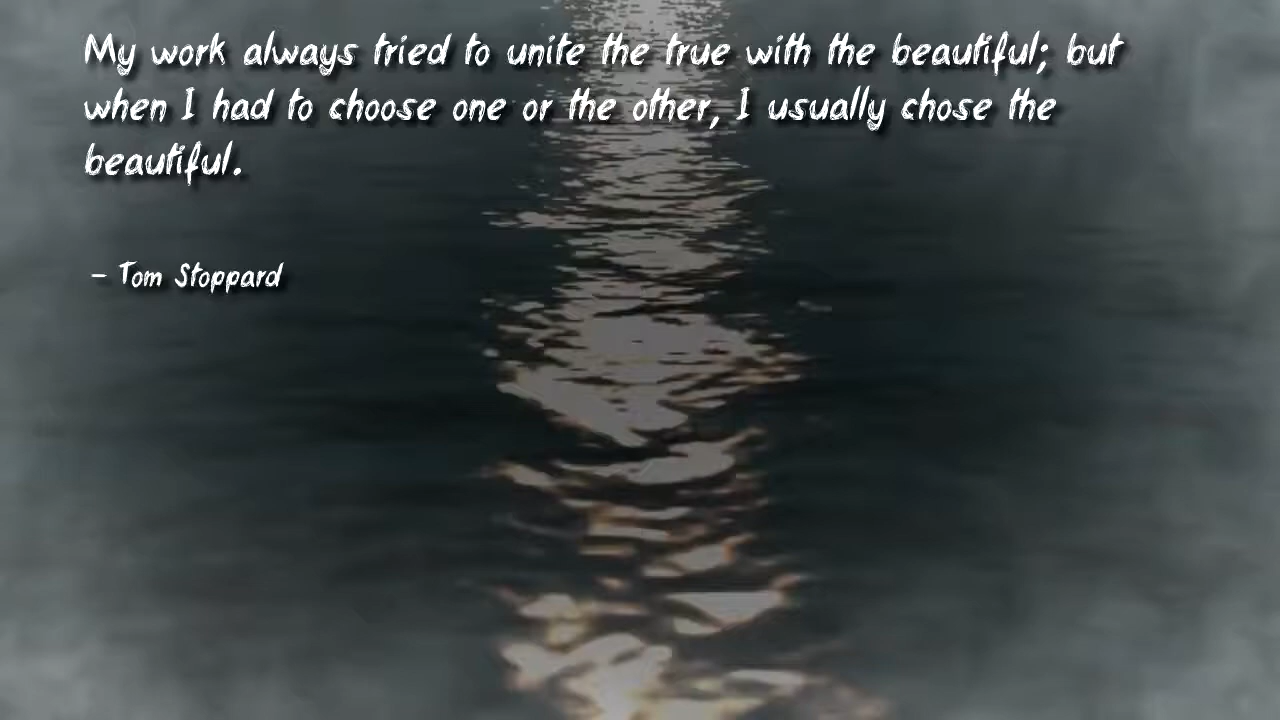 My work always tried to unite the true with the beautiful; but
when I had to choose one or the other, I usually chose the
beautiful.
– Tom Stoppard